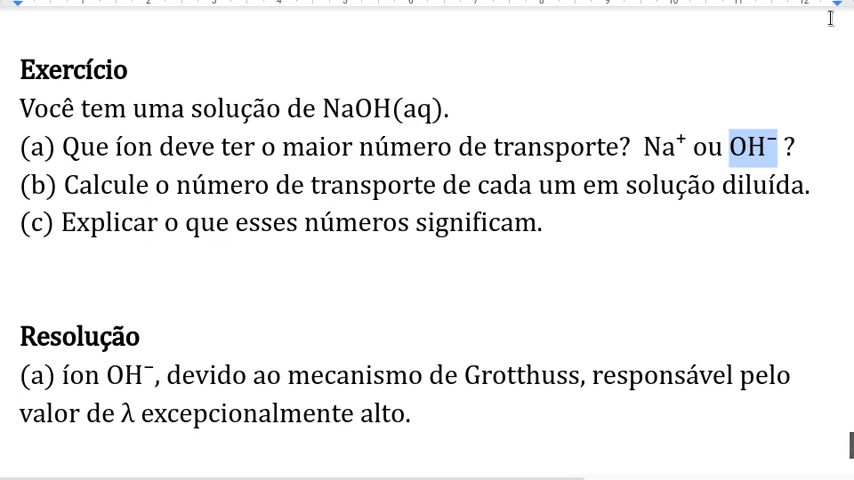 Exercício
Você tem uma solução de NaOH(aq).
(a) Que íon deve ter o maior número de transporte? Na⁺ ou OH⁻ ?
(b) Calcule o número de transporte de cada um em solução diluída.
(c) Explicar o que esses números significam.
Resolução
(a) íon OH⁻, devido ao mecanismo de Grotthuss, responsável pelo
valor de λ excepcionalmente alto.